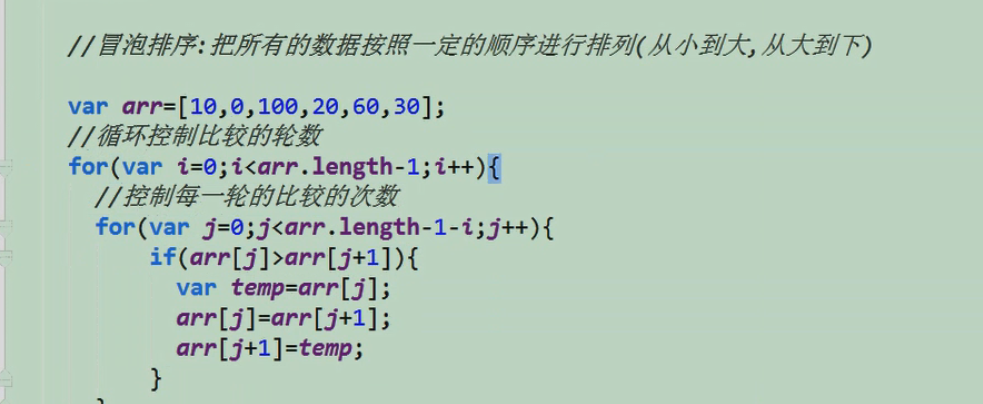 //冒泡排序:把所有的数据按照一定的顺序进行排列(从小到大,从大到下)
var arr=[10,0,100,20,60,30];
//循环控制比较的轮数
for(var i=0;i<arr.length-1;i++){
//控制每一轮的比较的次数
for(var j=0;j<arr.length-1-i;j++){
if(arr[j]>arr[j+1]){
var temp=arr[j];
arr[j]=arr[j+1];
arr[j+1]=temp;
}